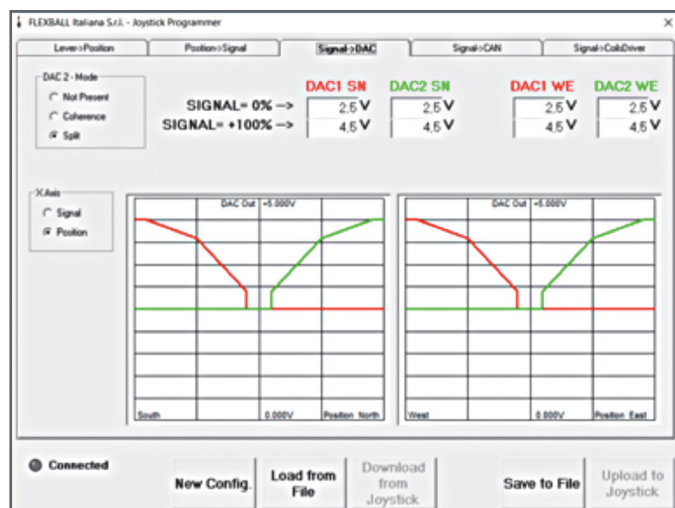 FLEXBALL Italiana S.r.l. - Joystick Programmer
Lever->Position
Position->Signal
Signal->DAC
Signal->CAN
Signal->CoilsDriver
DAC 2 - Mode
Not Present
Coherence
Split
DAC1 SN DAC2 SN DAC1 WE DAC2 WE
SIGNAL= 0% --> 2,5 V 2,5 V 2,5 V 2,5 V
SIGNAL= +100% --> 4,5 V 4,5 V 4,5 V 4,5 V
X Axis
Signal
Position
DAC Out +5.000V
South 0.000V Position North
DAC Out +5.000V
West 0.000V Position East
Connected
New Config.
Load from
File
Download
from
Joystick
Save to File
Upload to
Joystick